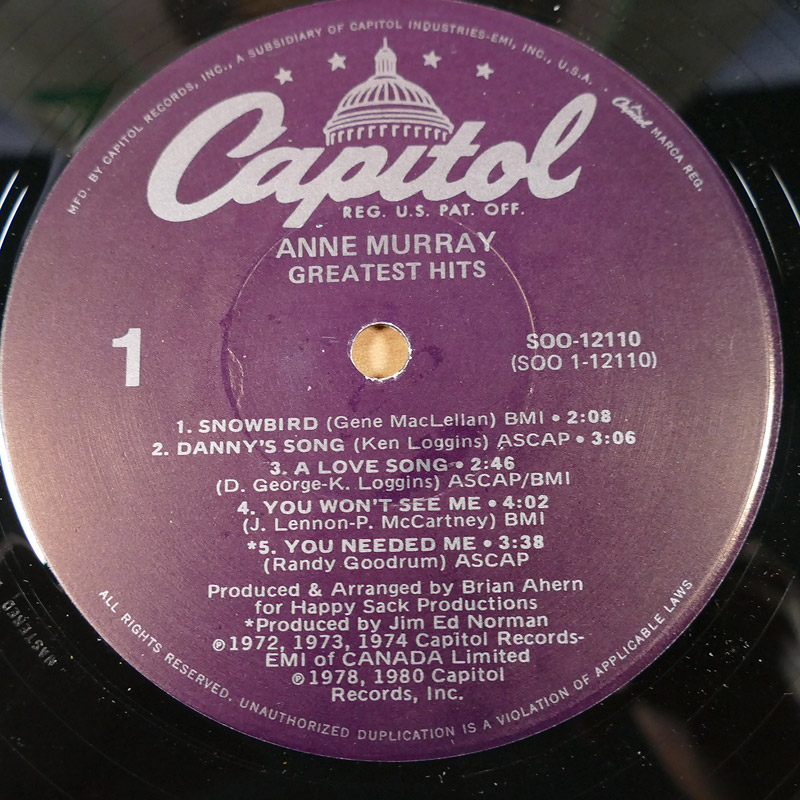 MFD. BY CAPITOL RECORDS, INC., A SUBSIDIARY OF CAPITOL INDUSTRIES-EMI, INC., U.S.A. • Capitol MARCA REG.
Capitol
REG. U.S. PAT. OFF.
ANNE MURRAY
GREATEST HITS
1
SOO-12110
(SOO 1-12110)
1. SNOWBIRD (Gene MacLellan) BMI • 2:08
2. DANNY'S SONG (Ken Loggins) ASCAP • 3:06
3. A LOVE SONG • 2:46
(D. George-K. Loggins) ASCAP/BMI
4. YOU WON'T SEE ME • 4:02
(J. Lennon-P. McCartney) BMI
*5. YOU NEEDED ME • 3:38
(Randy Goodrum) ASCAP
Produced & Arranged by Brian Ahern
for Happy Sack Productions
*Produced by Jim Ed Norman
℗1972, 1973, 1974 Capitol Records-
EMI of CANADA Limited
℗1978, 1980 Capitol
Records, Inc.
ALL RIGHTS RESERVED. UNAUTHORIZED DUPLICATION IS A VIOLATION OF APPLICABLE LAWS
MASTERED